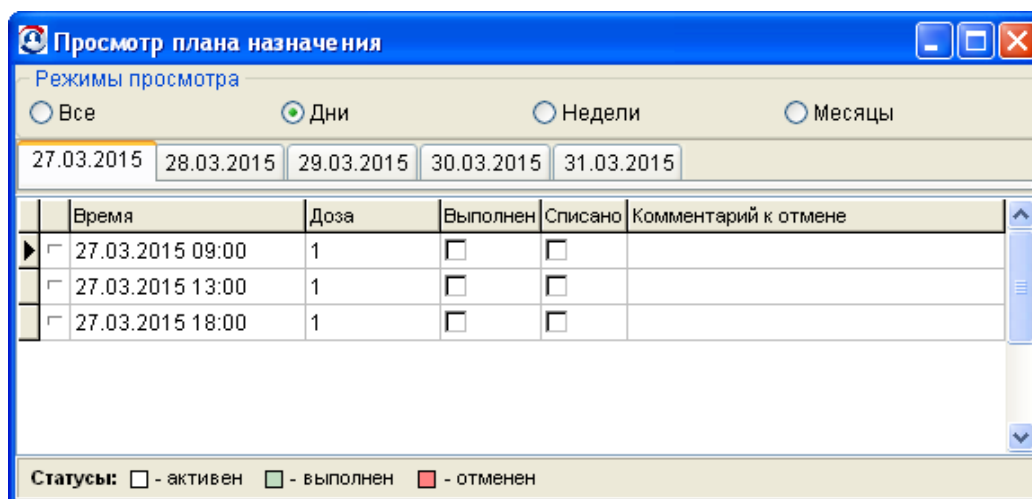 Просмотр плана назначения
Режимы просмотра
Все Дни Недели Месяцы
27.03.2015 28.03.2015 29.03.2015 30.03.2015 31.03.2015
Время Доза Выполнен Списано Комментарий к отмене
27.03.2015 09:00 1
27.03.2015 13:00 1
27.03.2015 18:00 1
Статусы: - активен - выполнен - отменен